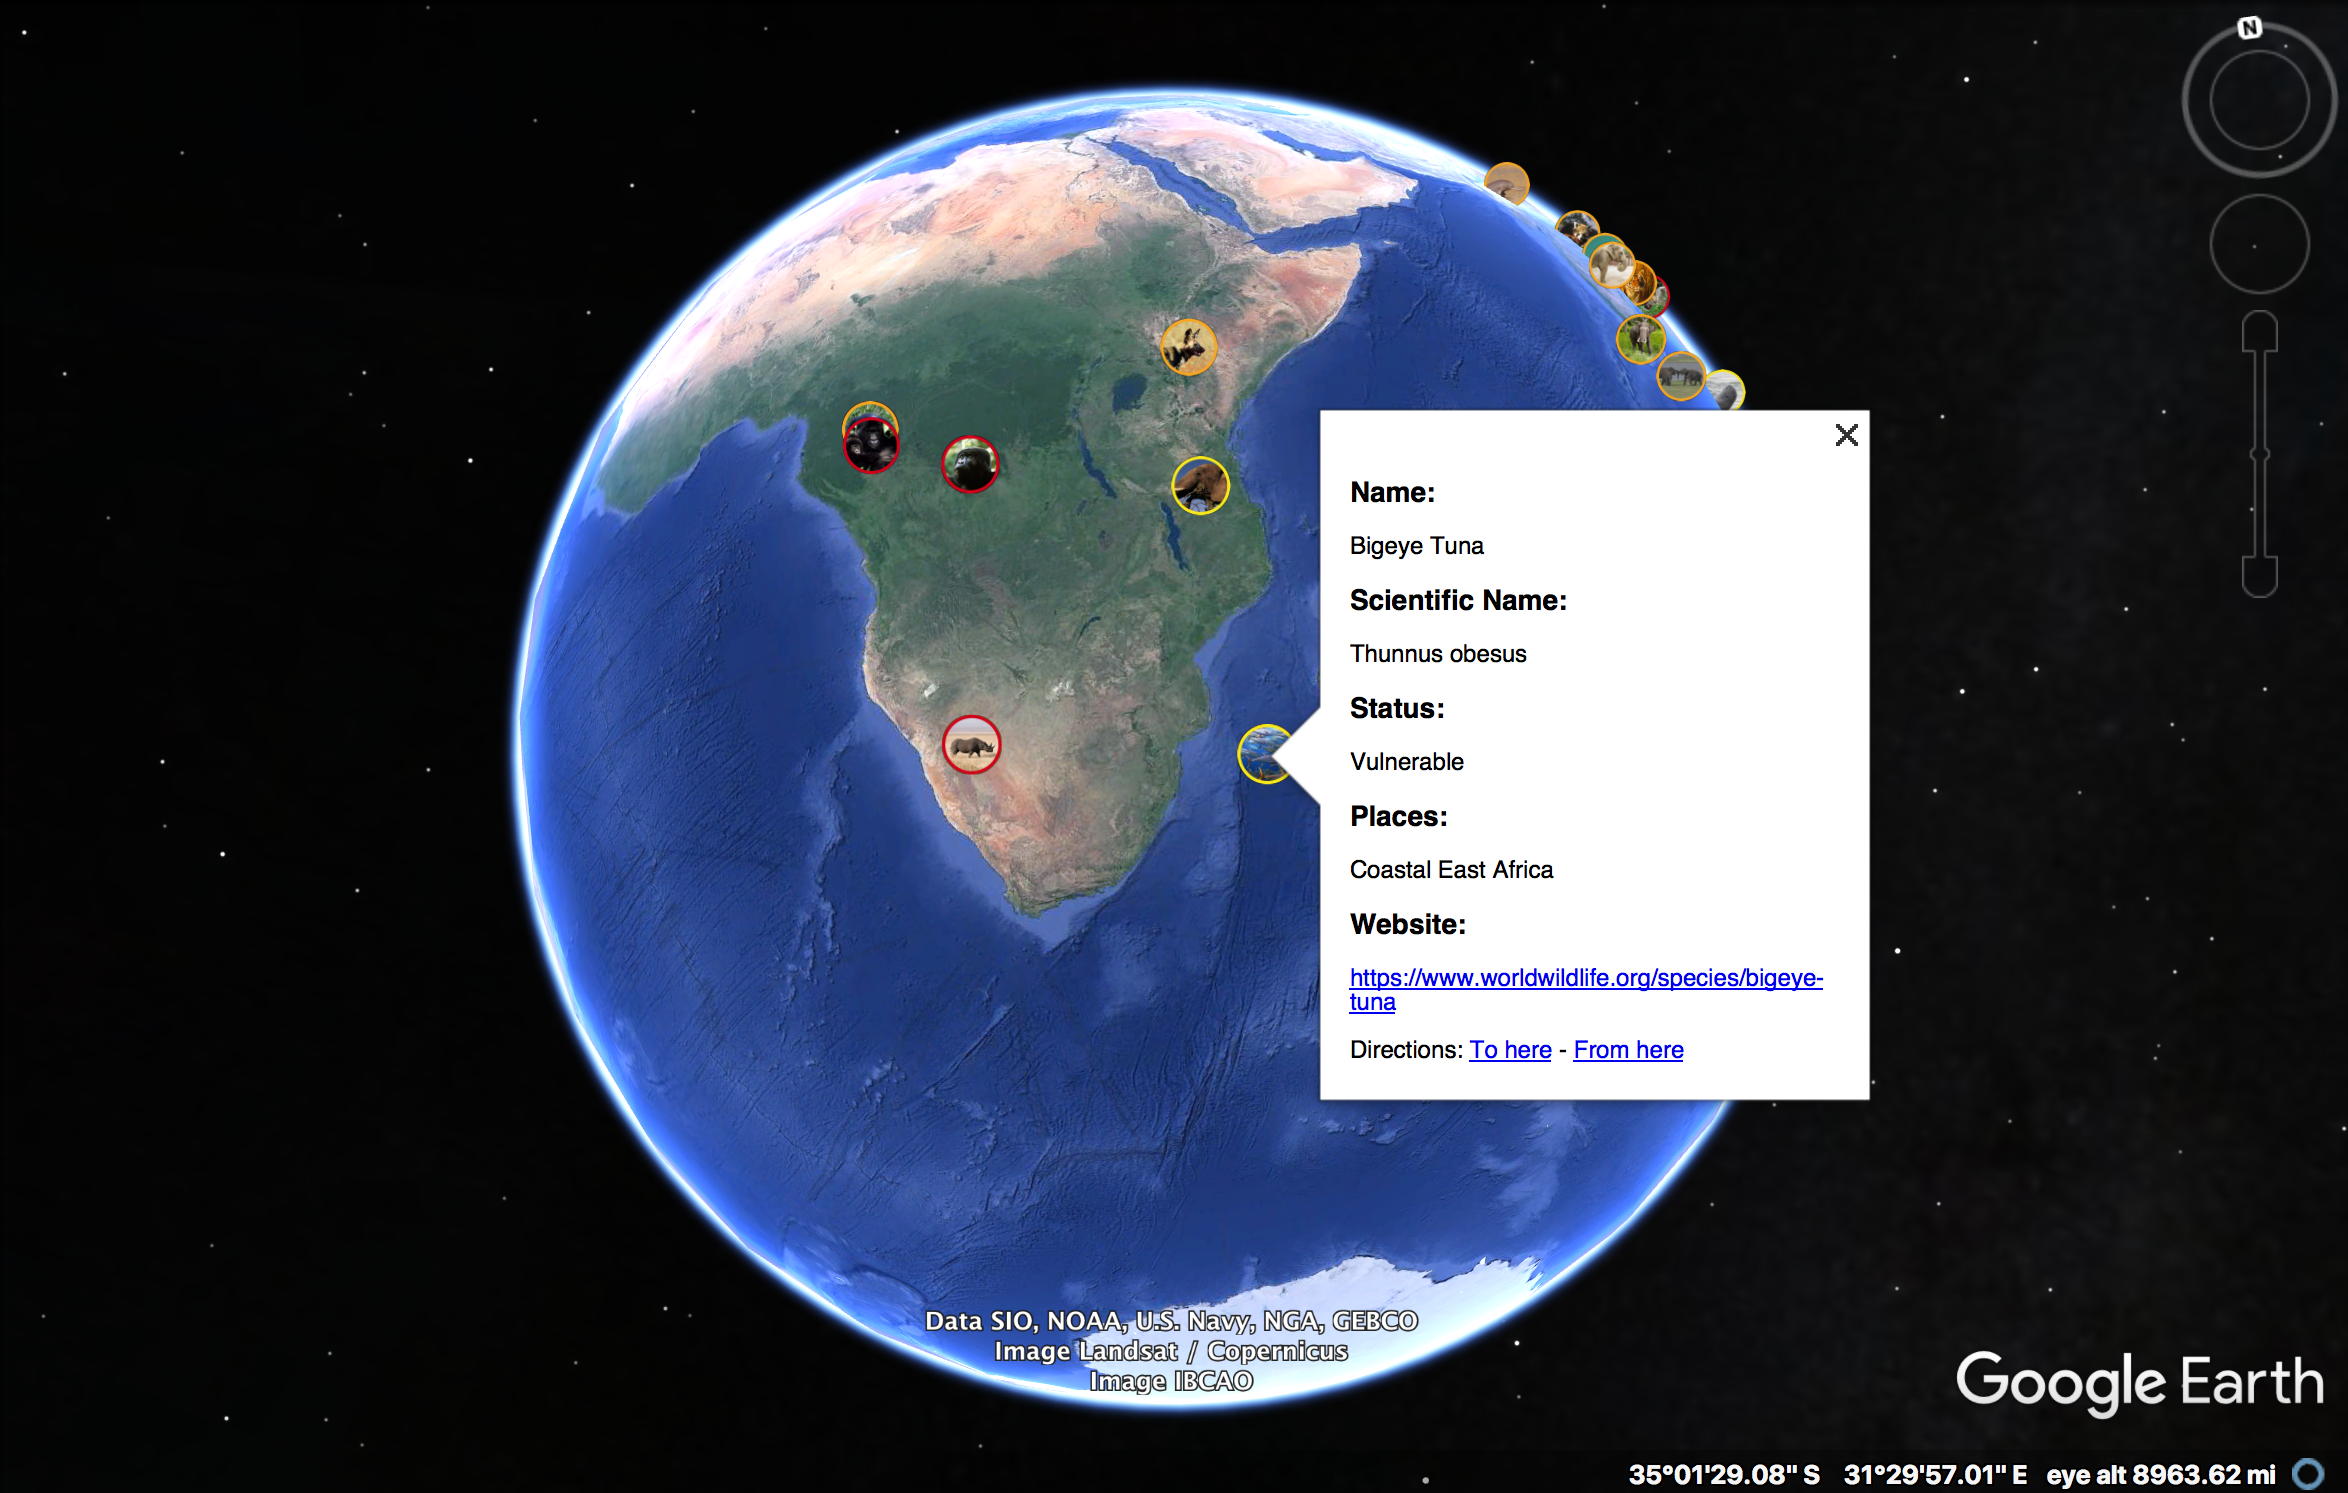 N
Name:
Bigeye Tuna
Scientific Name:
Thunnus obesus
Status:
Vulnerable
Places:
Coastal East Africa
Website:
https://www.worldwildlife.org/species/bigeye-
tuna
Directions: To here - From here
Data SIO, NOAA, U.S. Navy, NGA, GEBCO
Image Landsat / Copernicus
Image IBCAO
Google Earth
35°01'29.08" S 31°29'57.01" E eye alt 8963.62 mi